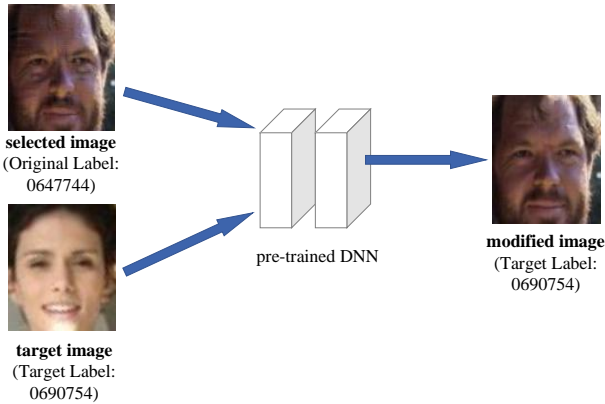 selected image
(Original Label:
0647744)
pre-trained DNN
modified image
(Target Label:
0690754)
target image
(Target Label:
0690754)